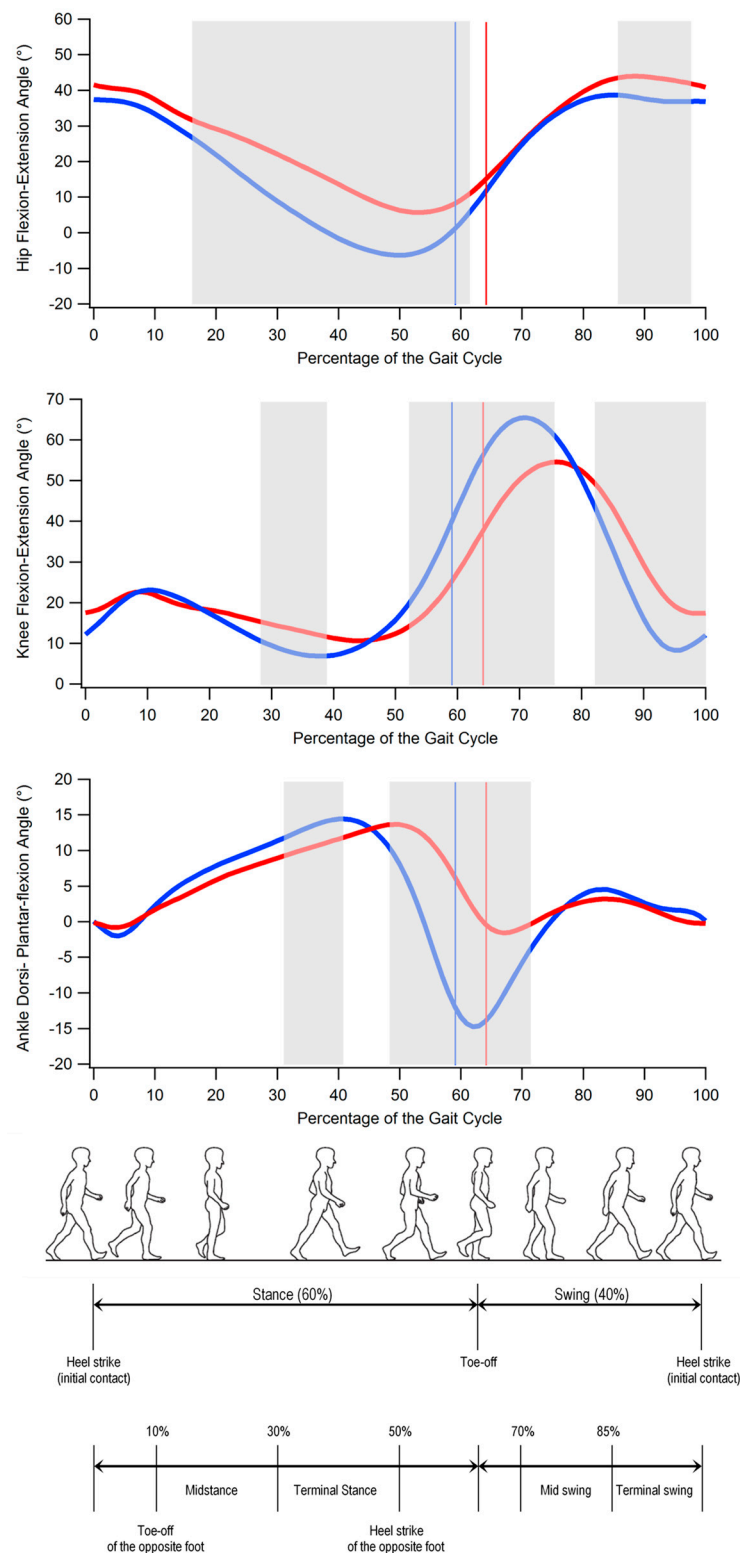 60
50
40
30
20
10
0
-10
-20
Hip Flexion-Extension Angle (°)
0 10 20 30 40 50 60 70 80 90 100
Percentage of the Gait Cycle
70
60
50
40
30
20
10
0
Knee Flexion-Extension Angle (°)
0 10 20 30 40 50 60 70 80 90 100
Percentage of the Gait Cycle
20
15
10
5
0
-5
-10
-15
-20
Ankle Dorsi- Plantar-flexion Angle (°)
0 10 20 30 40 50 60 70 80 90 100
Percentage of the Gait Cycle
Stance (60%) Swing (40%)
Heel strike Toe-off Heel strike
(initial contact) (initial contact)
10% 30% 50% 70% 85%
Midstance Terminal Stance Mid swing Terminal swing
Toe-off Heel strike
of the opposite foot of the opposite foot